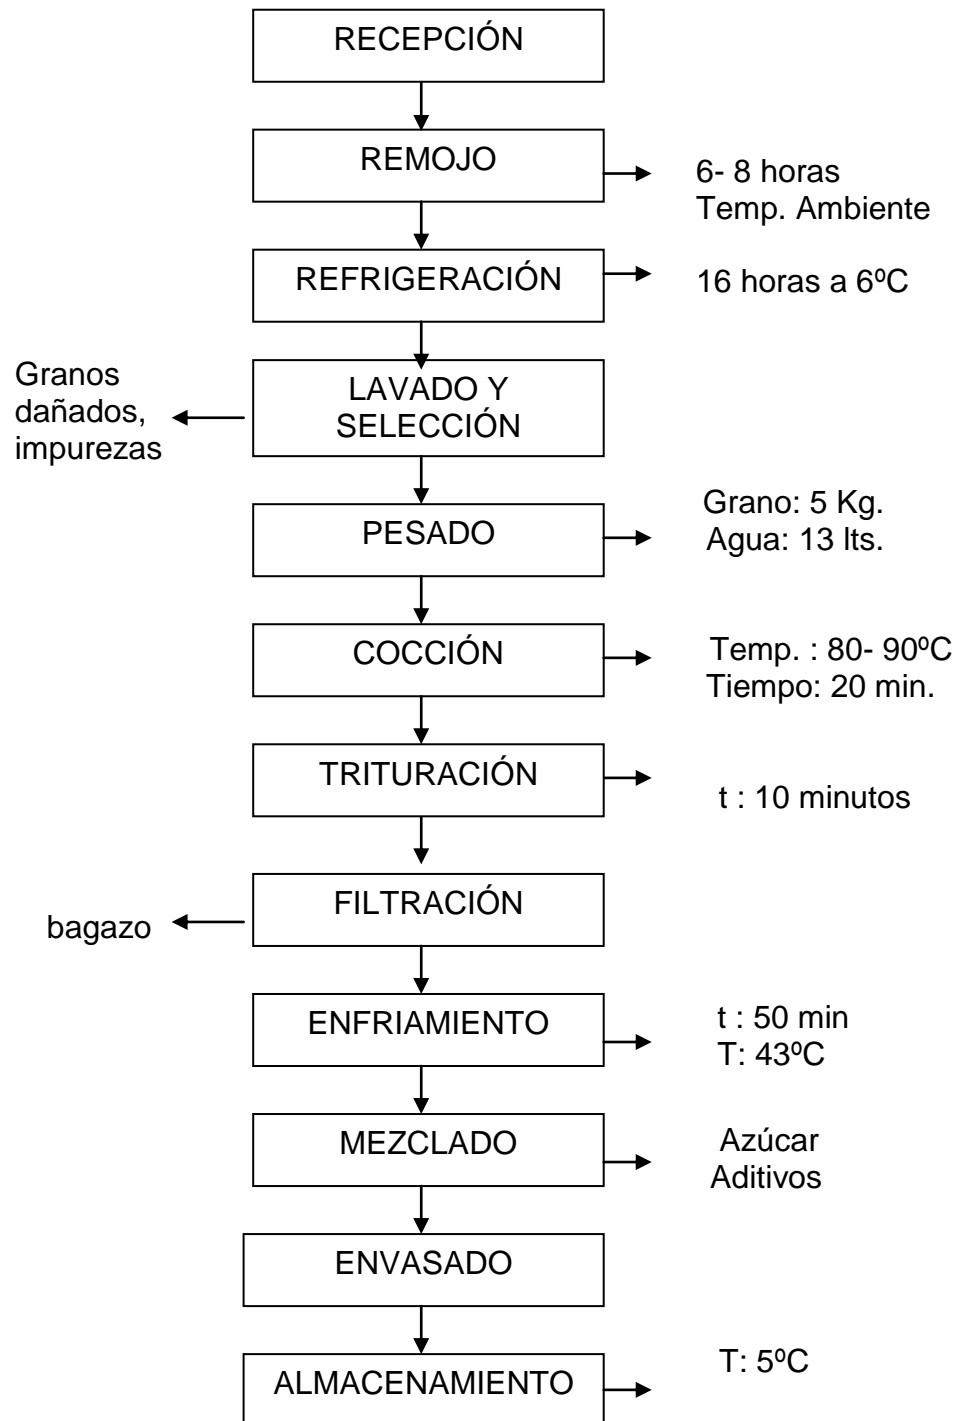 RECEPCIÓN
REMOJO
6- 8 horas
Temp. Ambiente
REFRIGERACIÓN
16 horas a 6ºC
Granos
dañados,
impurezas
LAVADO Y
SELECCIÓN
PESADO
Grano: 5 Kg.
Agua: 13 lts.
COCCIÓN
Temp. : 80- 90ºC
Tiempo: 20 min.
TRITURACIÓN
t : 10 minutos
FILTRACIÓN
bagazo
ENFRIAMIENTO
t : 50 min
T: 43ºC
MEZCLADO
Azúcar
Aditivos
ENVASADO
ALMACENAMIENTO
T: 5ºC